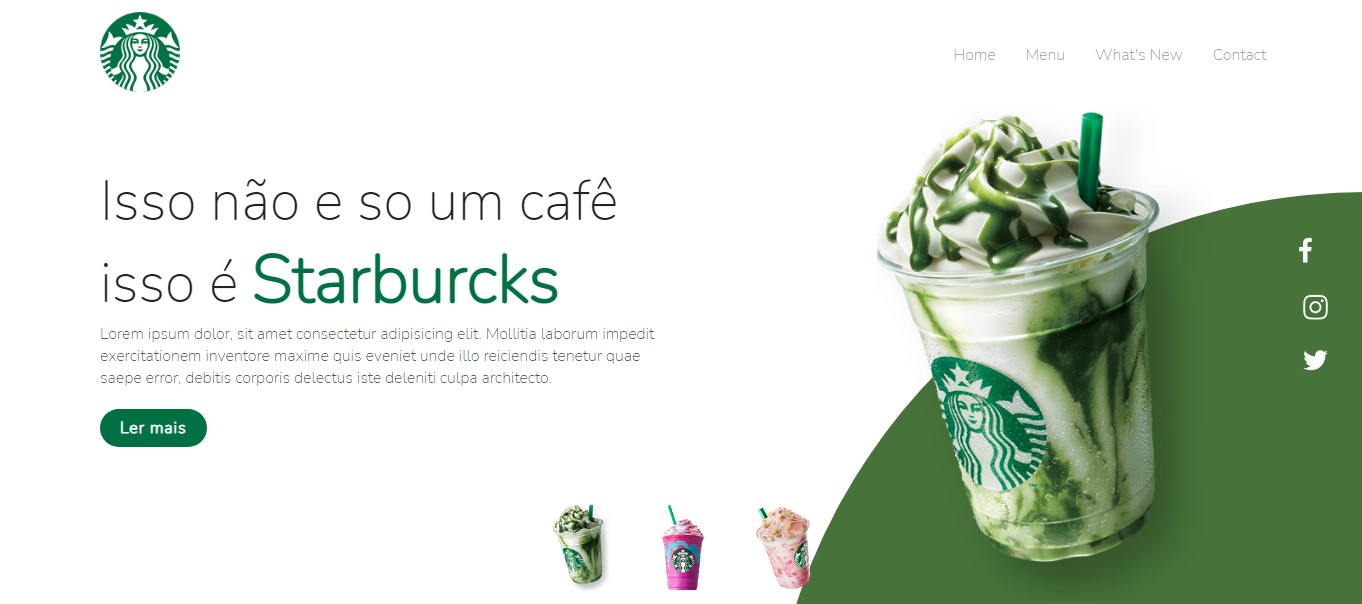 Home Menu What's New Contact
Isso não e so um cafê
isso é Starburcks
Lorem ipsum dolor, sit amet consectetur adipisicing elit. Mollitia laborum impedit
exercitationem inventore maxime quis eveniet unde illo reiciendis tenetur quae
saepe error, debitis corporis delectus iste deleniti culpa architecto.
Ler mais